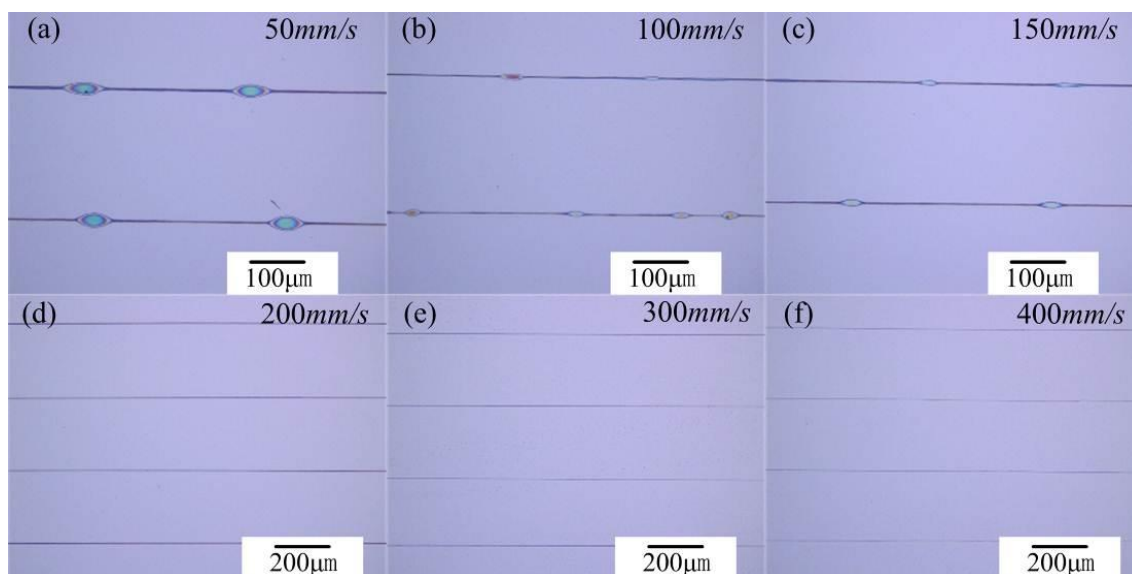 (a) 50mm/s
(b) 100mm/s
(c) 150mm/s
100μm
100μm
100μm
(d) 200mm/s
(e) 300mm/s
(f) 400mm/s
200μm
200μm
200μm